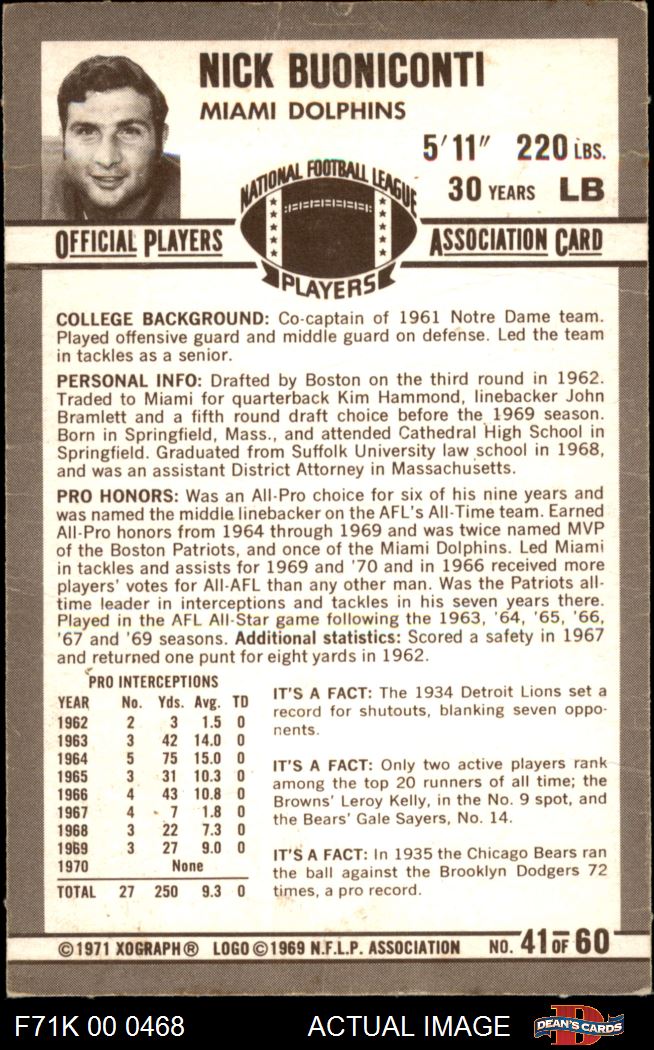 NICK BUONICONTI
MIAMI DOLPHINS
5'11" 220 LBS.
30 YEARS LB
NATIONAL FOOTBALL LEAGUE
PLAYERS
OFFICIAL PLAYERS ASSOCIATION CARD
COLLEGE BACKGROUND: Co-captain of 1961 Notre Dame team.
Played offensive guard and middle guard on defense. Led the team
in tackles as a senior.
PERSONAL INFO: Drafted by Boston on the third round in 1962.
Traded to Miami for quarterback Kim Hammond, linebacker John
Bramlett and a fifth round draft choice before the 1969 season.
Born in Springfield, Mass., and attended Cathedral High School in
Springfield. Graduated from Suffolk University law school in 1968,
and was an assistant District Attorney in Massachusetts.
PRO HONORS: Was an All-Pro choice for six of his nine years and
was named the middle linebacker on the AFL's All-Time team. Earned
All-Pro honors from 1964 through 1969 and was twice named MVP
of the Boston Patriots, and once of the Miami Dolphins. Led Miami
in tackles and assists for 1969 and '70 and in 1966 received more
players' votes for All-AFL than any other man. Was the Patriots all-
time leader in interceptions and tackles in his seven years there.
Played in the AFL All-Star game following the 1963, '64, '65, '66,
'67 and '69 seasons. Additional statistics: Scored a safety in 1967
and returned one punt for eight yards in 1962.
PRO INTERCEPTIONS
YEAR No. Yds. Avg. TD
1962 2 3 1.5 0
1963 3 42 14.0 0
1964 5 75 15.0 0
1965 3 31 10.3 0
1966 4 43 10.8 0
1967 4 7 1.8 0
1968 3 22 7.3 0
1969 3 27 9.0 0
1970 None
TOTAL 27 250 9.3 0
IT'S A FACT: The 1934 Detroit Lions set a
record for shutouts, blanking seven oppo-
nents.
IT'S A FACT: Only two active players rank
among the top 20 runners of all time; the
Browns' Leroy Kelly, in the No. 9 spot, and
the Bears' Gale Sayers, No. 14.
IT'S A FACT: In 1935 the Chicago Bears ran
the ball against the Brooklyn Dodgers 72
times, a pro record.
©1971 XOGRAPH® LOGO ©1969 N.F.L.P. ASSOCIATION NO. 41 OF 60
F71K 00 0468 ACTUAL IMAGE DEAN'S CARDS